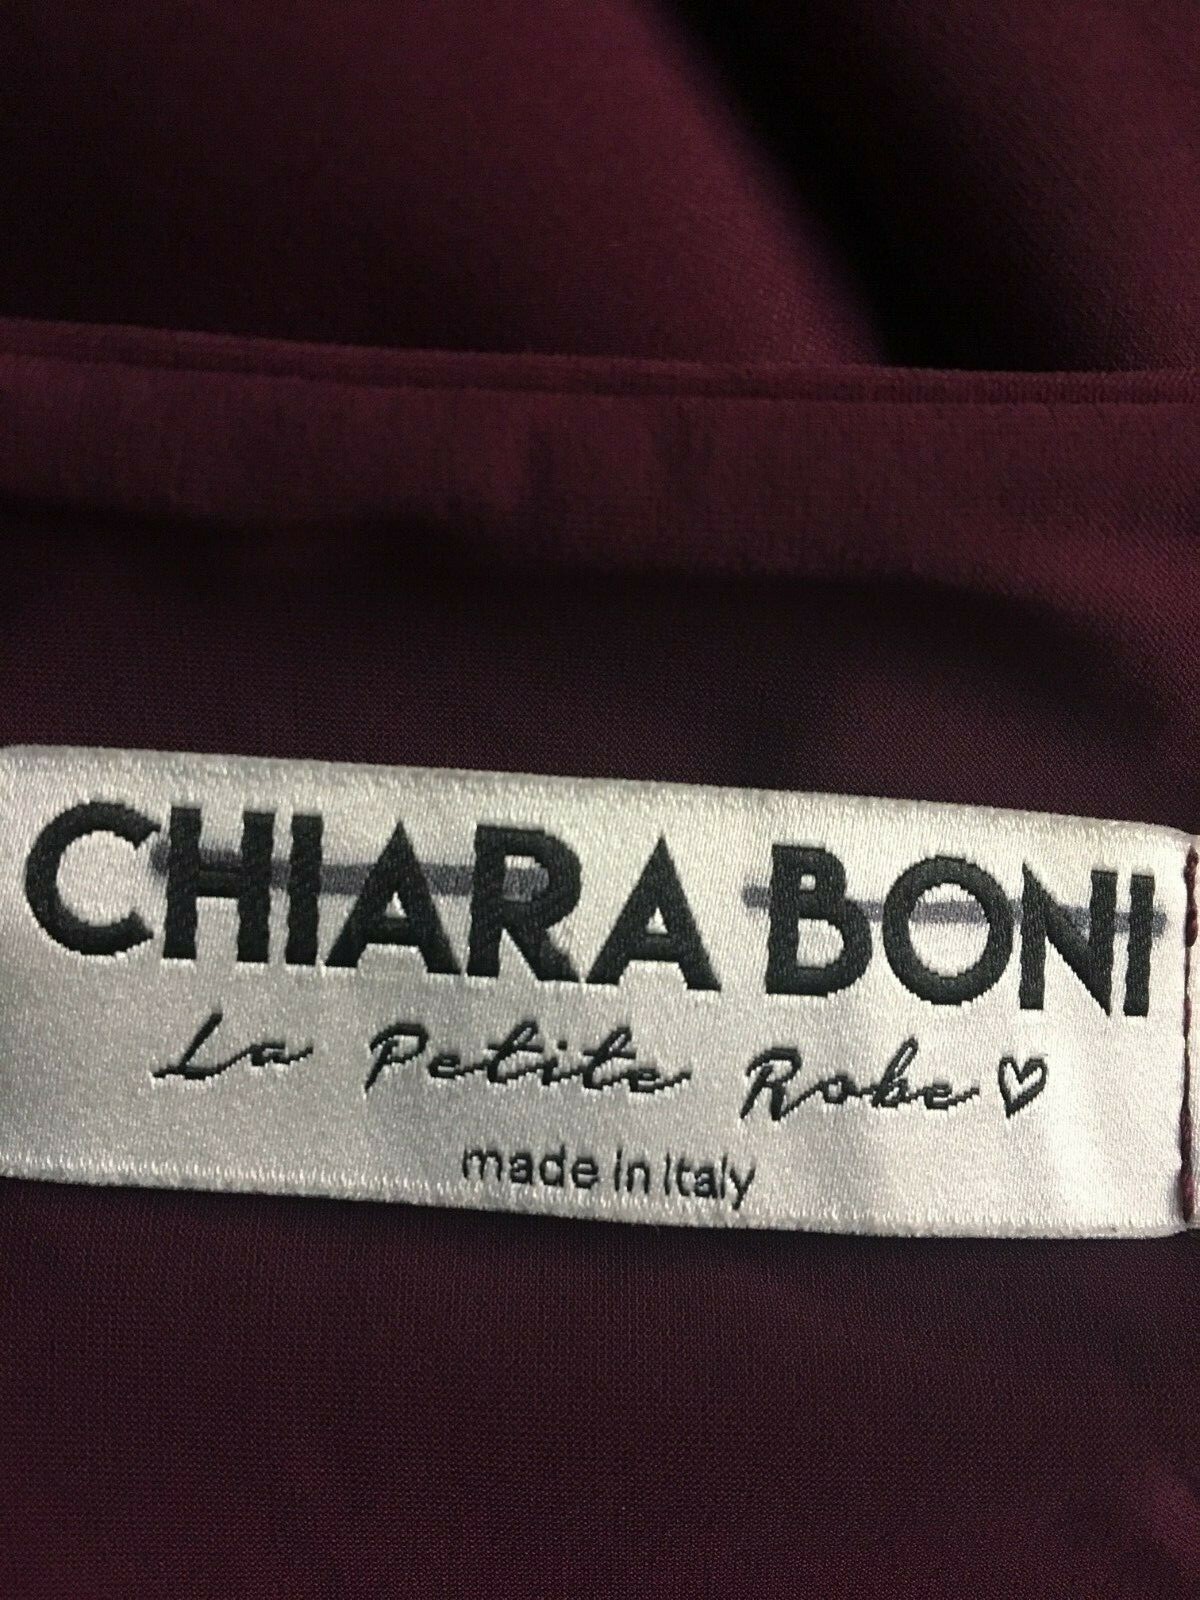 CHIARA BONI
La Petite Robe♡
made in Italy